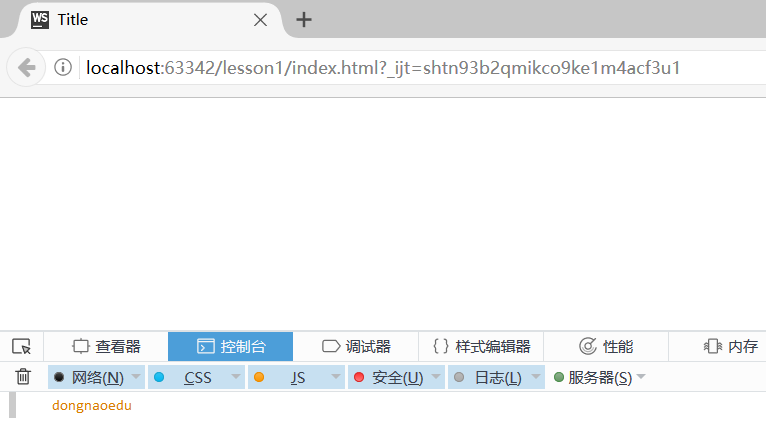 WS Title
localhost:63342/lesson1/index.html?_ijt=shtn93b2qmikco9ke1m4acf3u1
查看器 控制台 调试器 { } 样式编辑器 性能 内存
网络(N) CSS JS 安全(U) 日志(L) 服务器(S)
dongnaoedu